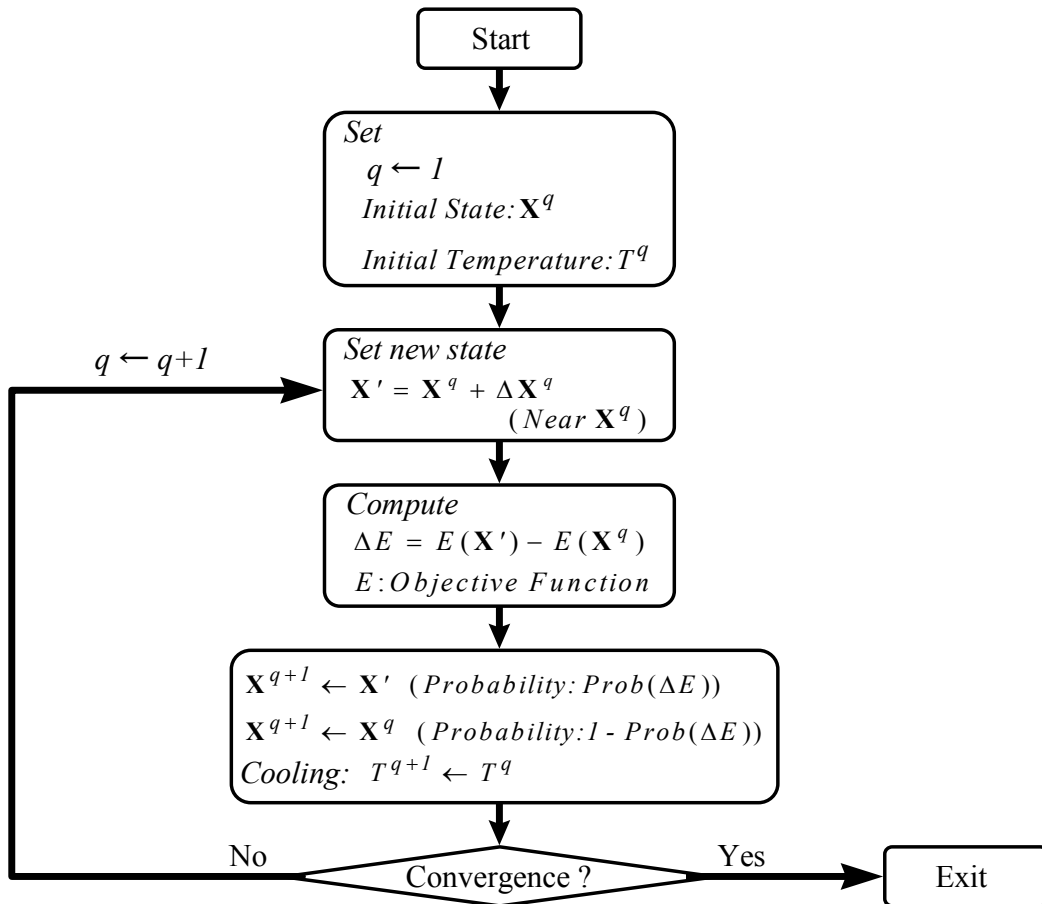 Start
Set
q ← 1
Initial State: X^q
Initial Temperature: T^q
q ← q+1
Set new state
X′ = X^q + ΔX^q
(Near X^q)
Compute
ΔE = E(X′) − E(X^q)
E: Objective Function
X^{q+1} ← X′ (Probability: Prob(ΔE))
X^{q+1} ← X^q (Probability:1 - Prob(ΔE))
Cooling: T^{q+1} ← T^q
No
Convergence ?
Yes
Exit